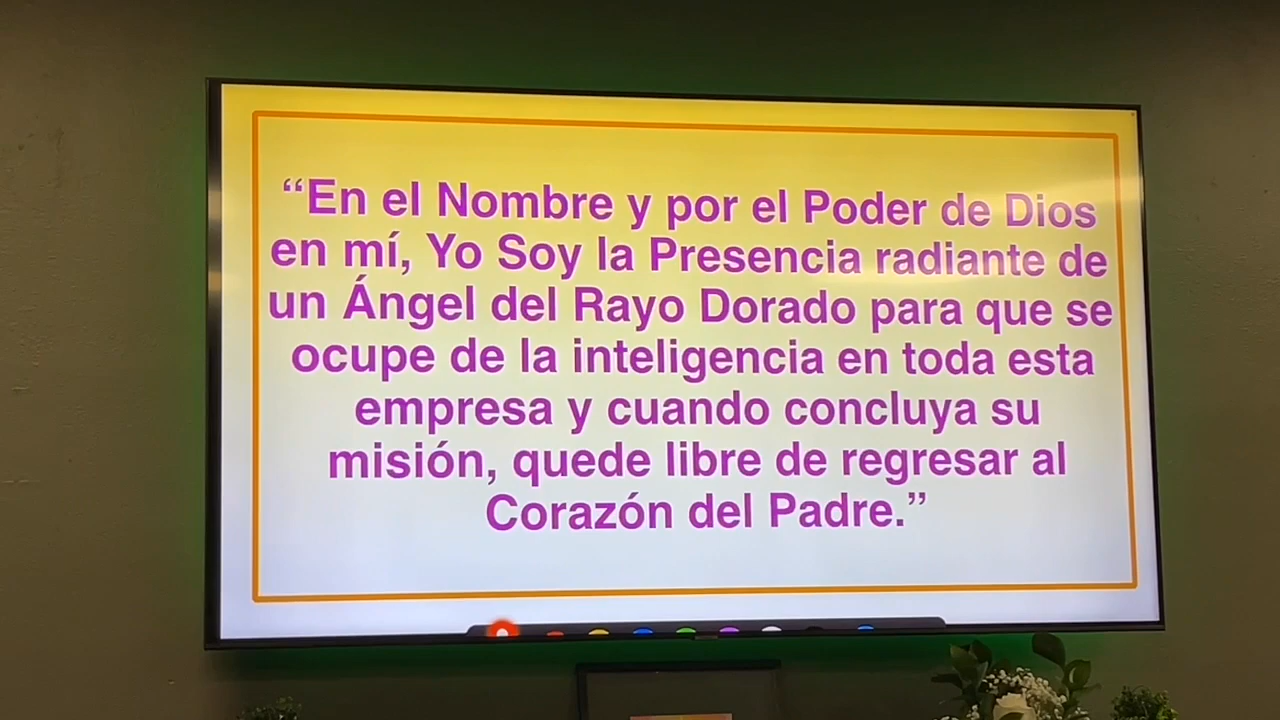 “En el Nombre y por el Poder de Dios
en mí, Yo Soy la Presencia radiante de
un Ángel del Rayo Dorado para que se
ocupe de la inteligencia en toda esta
empresa y cuando concluya su
misión, quede libre de regresar al
Corazón del Padre.”